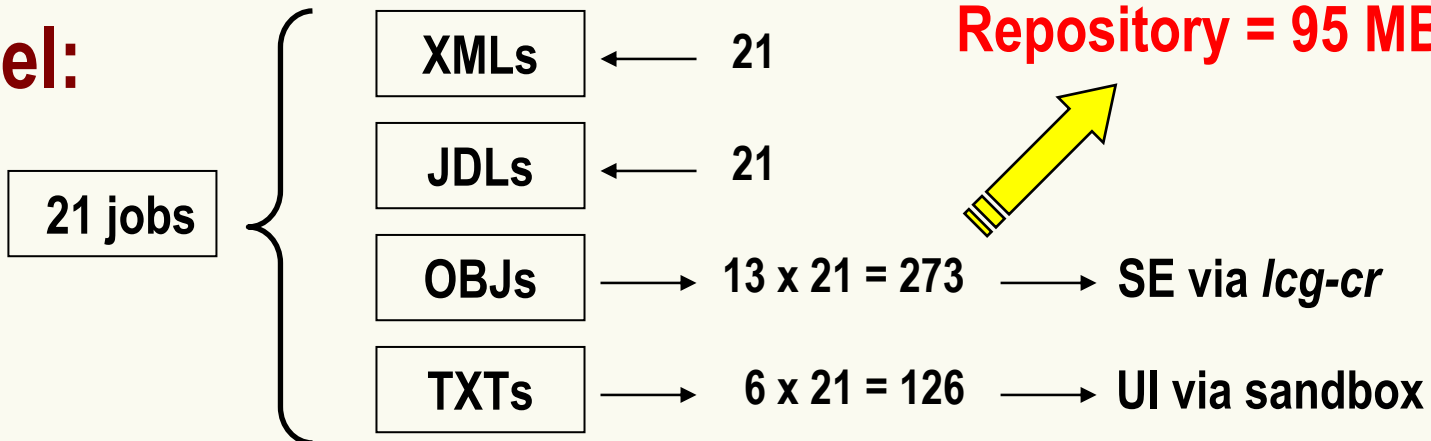 el:
Repository = 95 MB
XMLs 21
JDLs 21
21 jobs
OBJs 13 x 21 = 273 SE via lcg-cr
TXTs 6 x 21 = 126 UI via sandbox